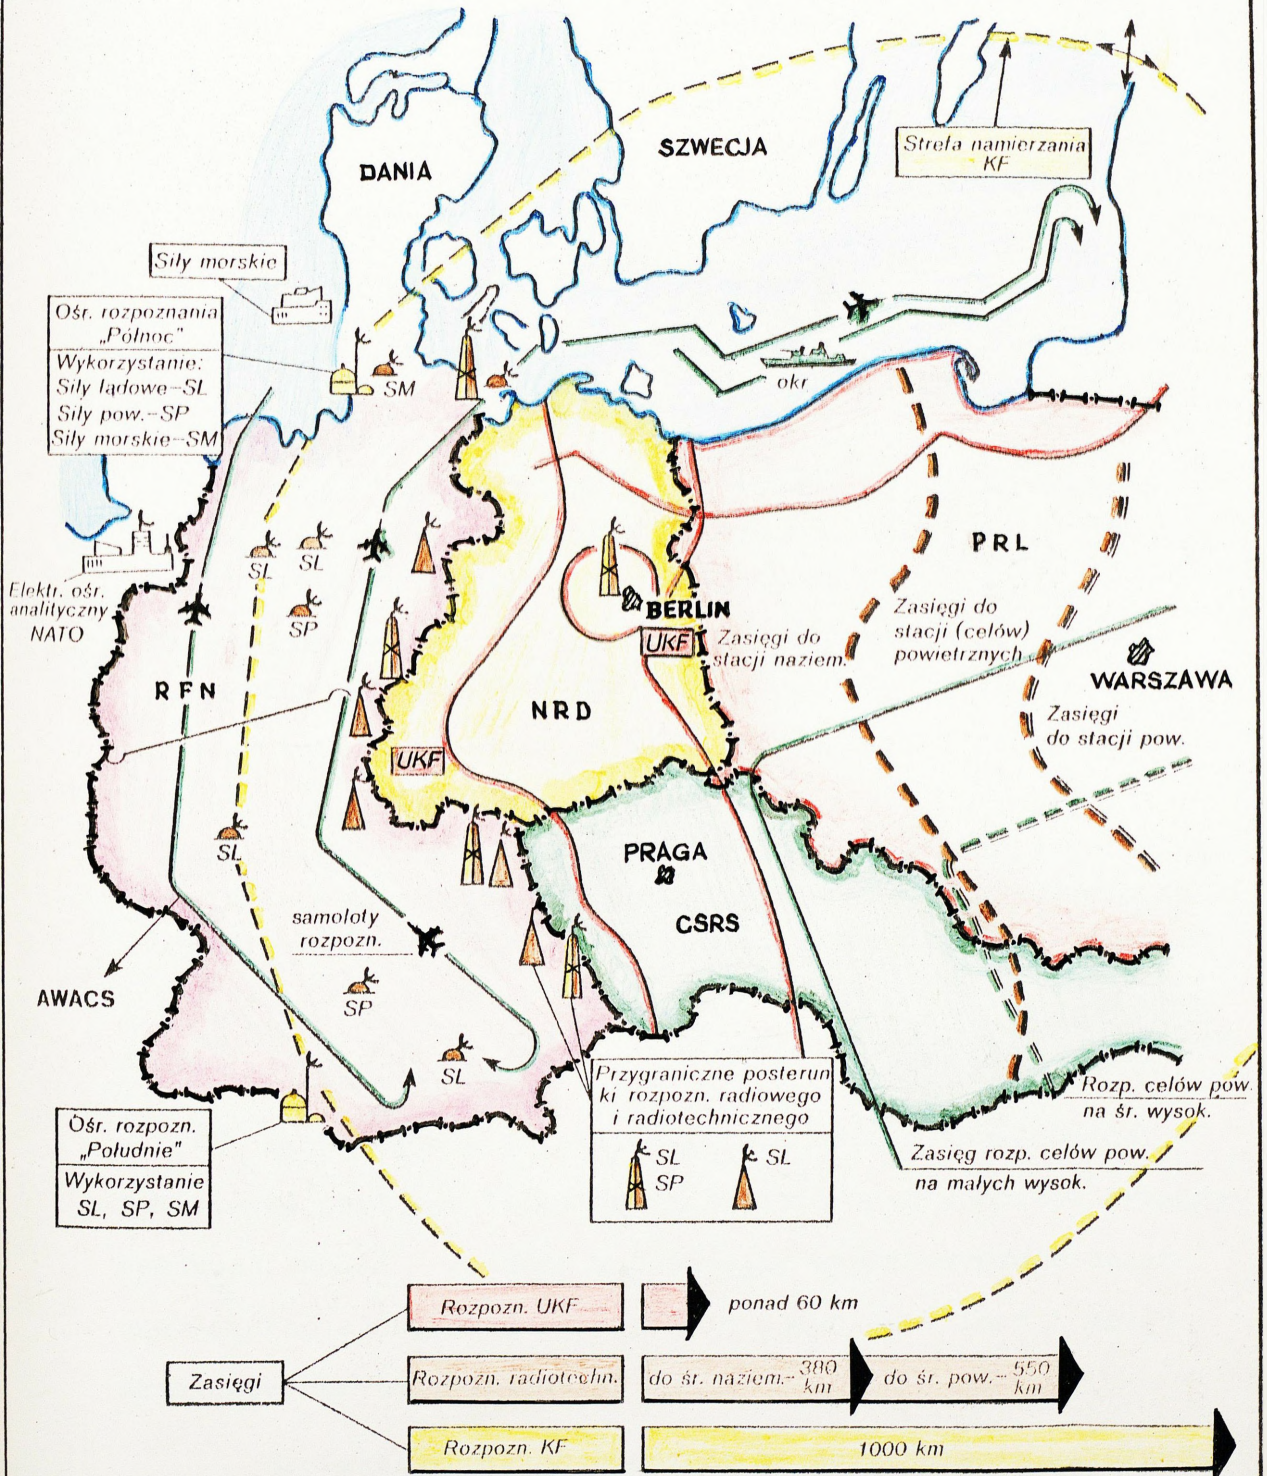 SZWECJA
DANIA
Strefa namierzania
KF
Siły morskie
Ośr. rozpoznania
„Północ"
Wykorzystanie:
Siły lądowe-SL
Siły pow.-SP
Siły morskie-SM
SM
okr
PRL
SL
SL
SP
Elektr. ośr.
analityczny
NATO
BERLIN
UKF
Zasięgi do
stacji naziem.
Zasięgi do
stacji (celów)
powietrznych
WARSZAWA
RFN
NRD
Zasięgi
do stacji pow.
UKF
SL
PRAGA
CSRS
samoloty
rozpozn.
AWACS
SP
SL
Przygraniczne posterun
ki rozpozn. radiowego
i radiotechnicznego
SL
SP
SL
Rozp. celów pow.
na śr. wysok.
Zasięg rozp. celów pow.
na małych wysok.
Ośr. rozpozn.
„Południe"
Wykorzystanie
SL, SP, SM
Zasięgi
Rozpozn. UKF
ponad 60 km
Rozpozn. radiotechn.
do śr. naziem.- 380 km
do śr. pow.- 550 km
Rozpozn. KF
1000 km